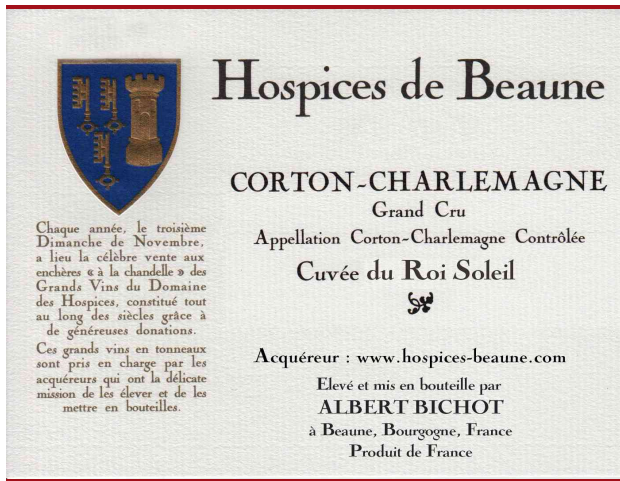 Hospices de Beaune
CORTON-CHARLEMAGNE
Grand Cru
Appellation Corton-Charlemagne Contrôlée
Cuvée du Roi Soleil
Chaque année, le troisième
Dimanche de Novembre,
a lieu la célèbre vente aux
enchères « à la chandelle » des
Grands Vins du Domaine
des Hospices, constitué tout
au long des siècles grâce à
de généreuses donations.
Ces grands vins en tonneaux
sont pris en charge par les
acquéreurs qui ont la délicate
mission de les élever et de les
mettre en bouteilles.
Acquéreur : www.hospices-beaune.com
Elevé et mis en bouteille par
ALBERT BICHOT
à Beaune, Bourgogne, France
Produit de France